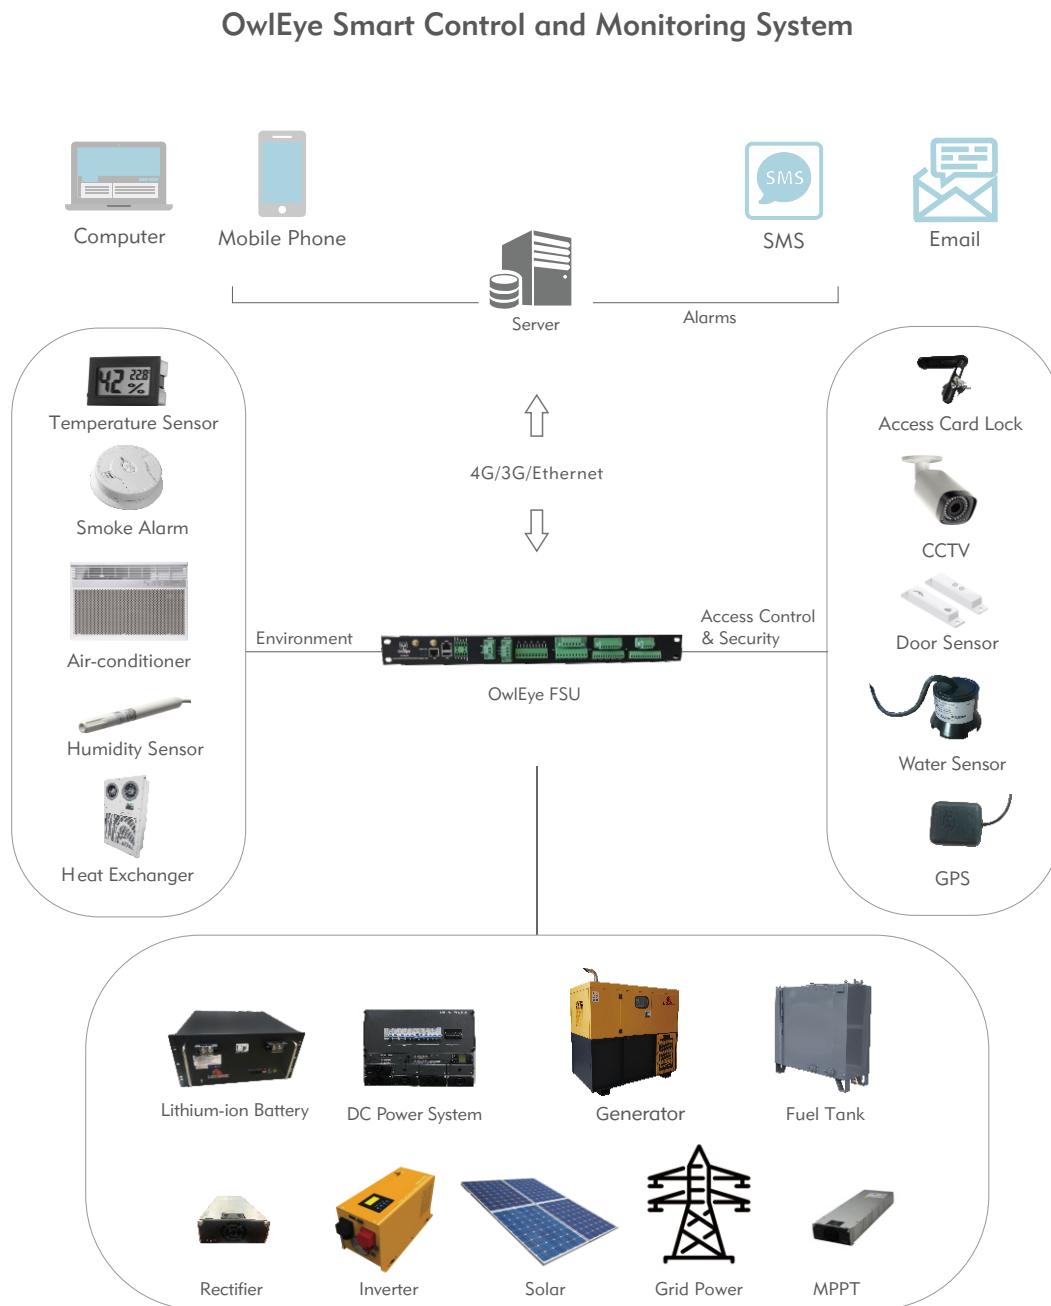 OwlEye Smart Control and Monitoring System
SMS
Computer
Mobile Phone
SMS
Email
Server
Alarms
42 22.8
%
Temperature Sensor
Smoke Alarm
Air-conditioner
Humidity Sensor
Heat Exchanger
4G/3G/Ethernet
Environment
OwlEye FSU
Access Control
& Security
Access Card Lock
CCTV
Door Sensor
Water Sensor
GPS
Lithium-ion Battery
DC Power System
Generator
Fuel Tank
Rectifier
Inverter
Solar
Grid Power
MPPT